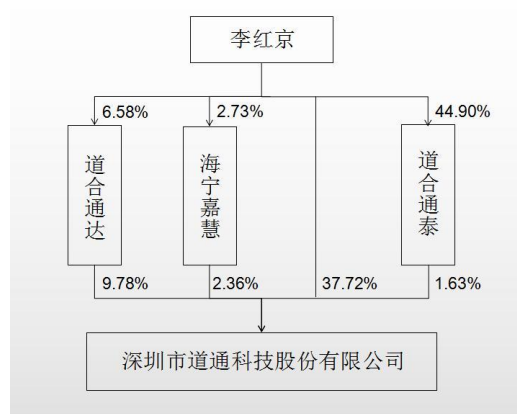 李红京
6.58%
2.73%
44.90%
道合通达
海宁嘉慧
道合通泰
9.78%
2.36%
37.72%
1.63%
深圳市道通科技股份有限公司